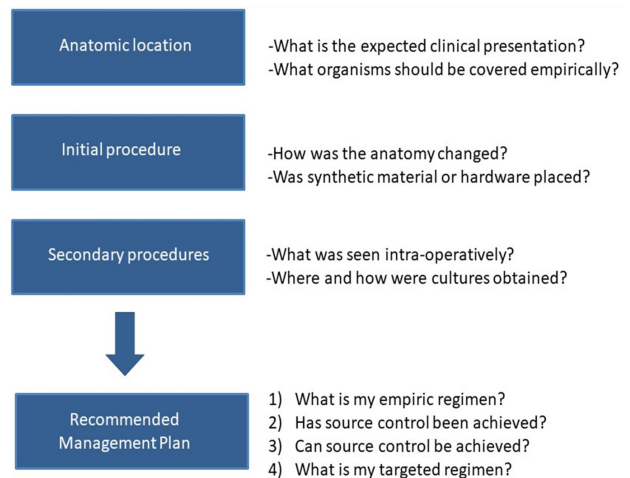 Anatomic location
-What is the expected clinical presentation?
-What organisms should be covered empirically?
Initial procedure
-How was the anatomy changed?
-Was synthetic material or hardware placed?
Secondary procedures
-What was seen intra-operatively?
-Where and how were cultures obtained?
Recommended
Management Plan
1) What is my empiric regimen?
2) Has source control been achieved?
3) Can source control be achieved?
4) What is my targeted regimen?